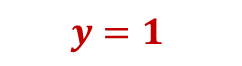 y = 1